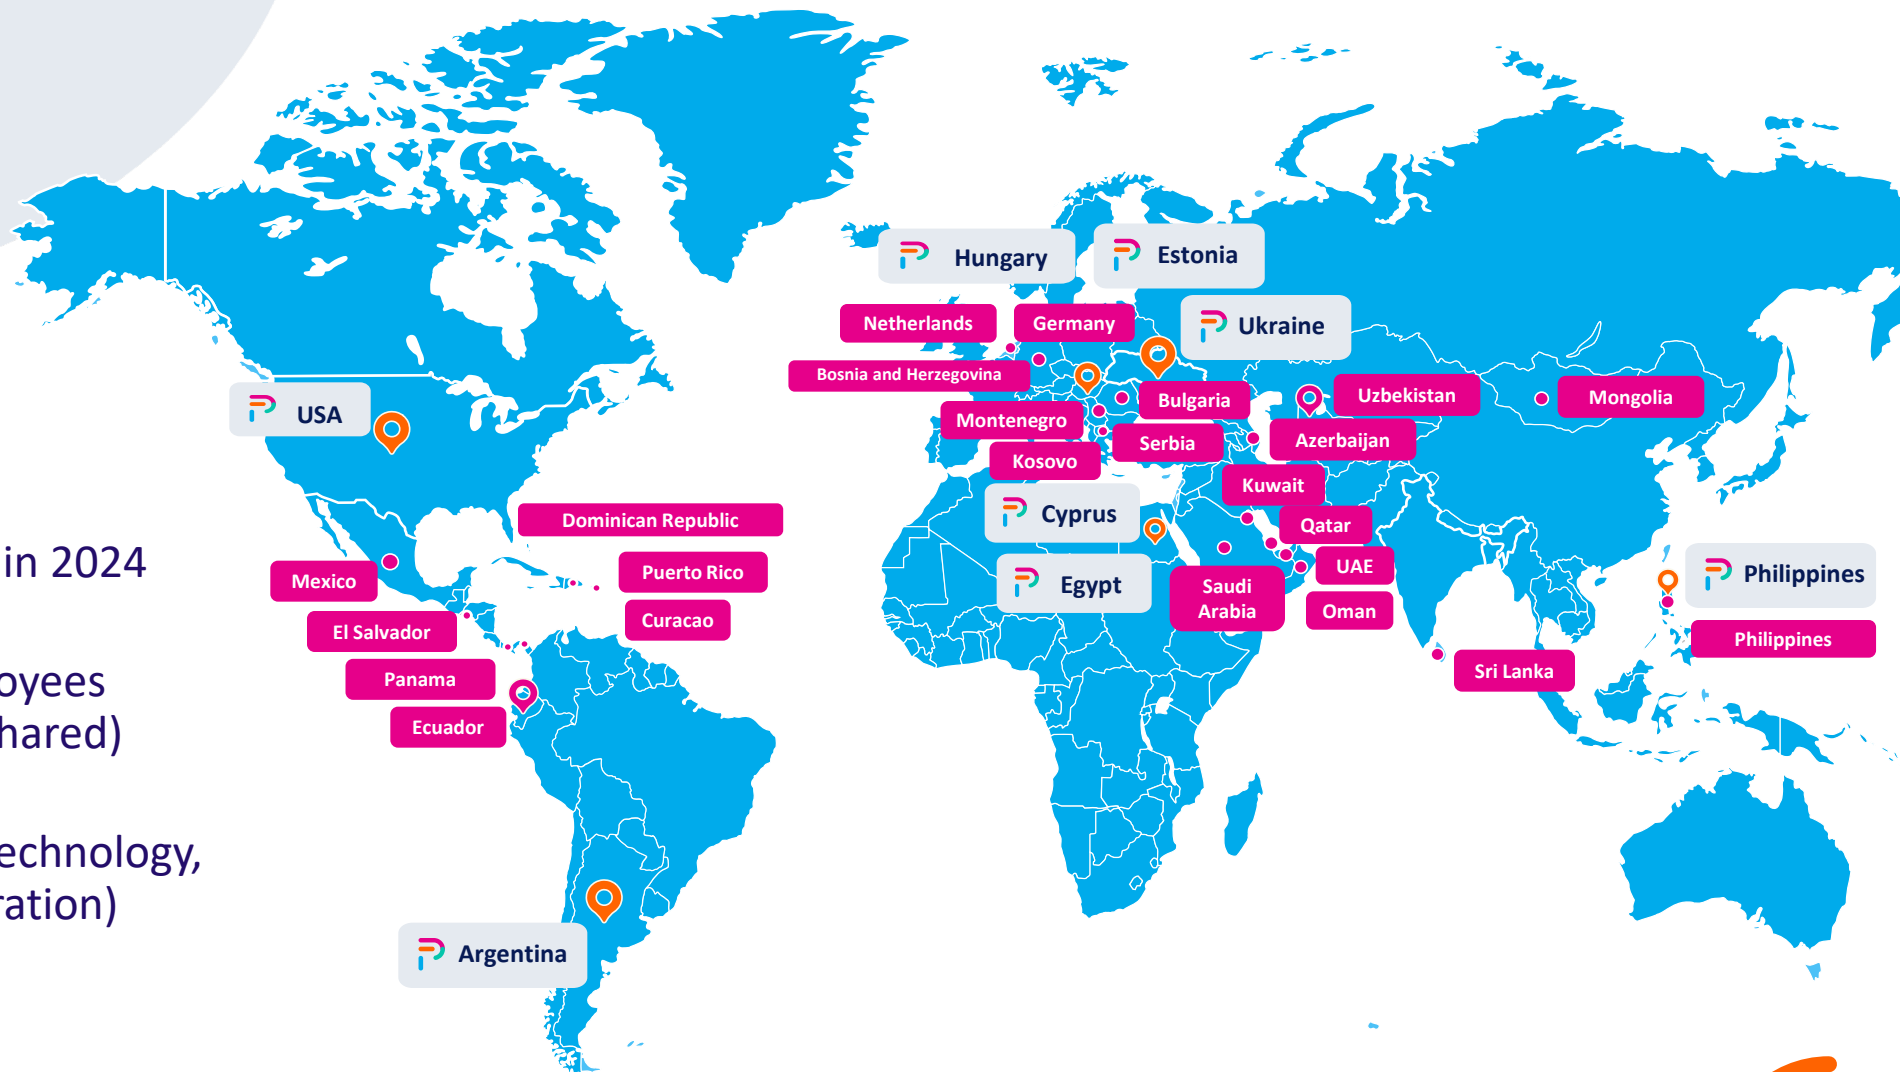 Hungary
Estonia
Netherlands
Germany
Ukraine
Bosnia and Herzegovina
USA
Bulgaria
Uzbekistan
Mongolia
Montenegro
Serbia
Azerbaijan
Kosovo
Kuwait
Dominican Republic
Cyprus
Qatar
in 2024
Mexico
Puerto Rico
Egypt
Saudi
Arabia
UAE
Philippines
El Salvador
Curacao
Oman
Philippines
Panama
Sri Lanka
oyees
Ecuador
hared)
echnology,
ration)
Argentina